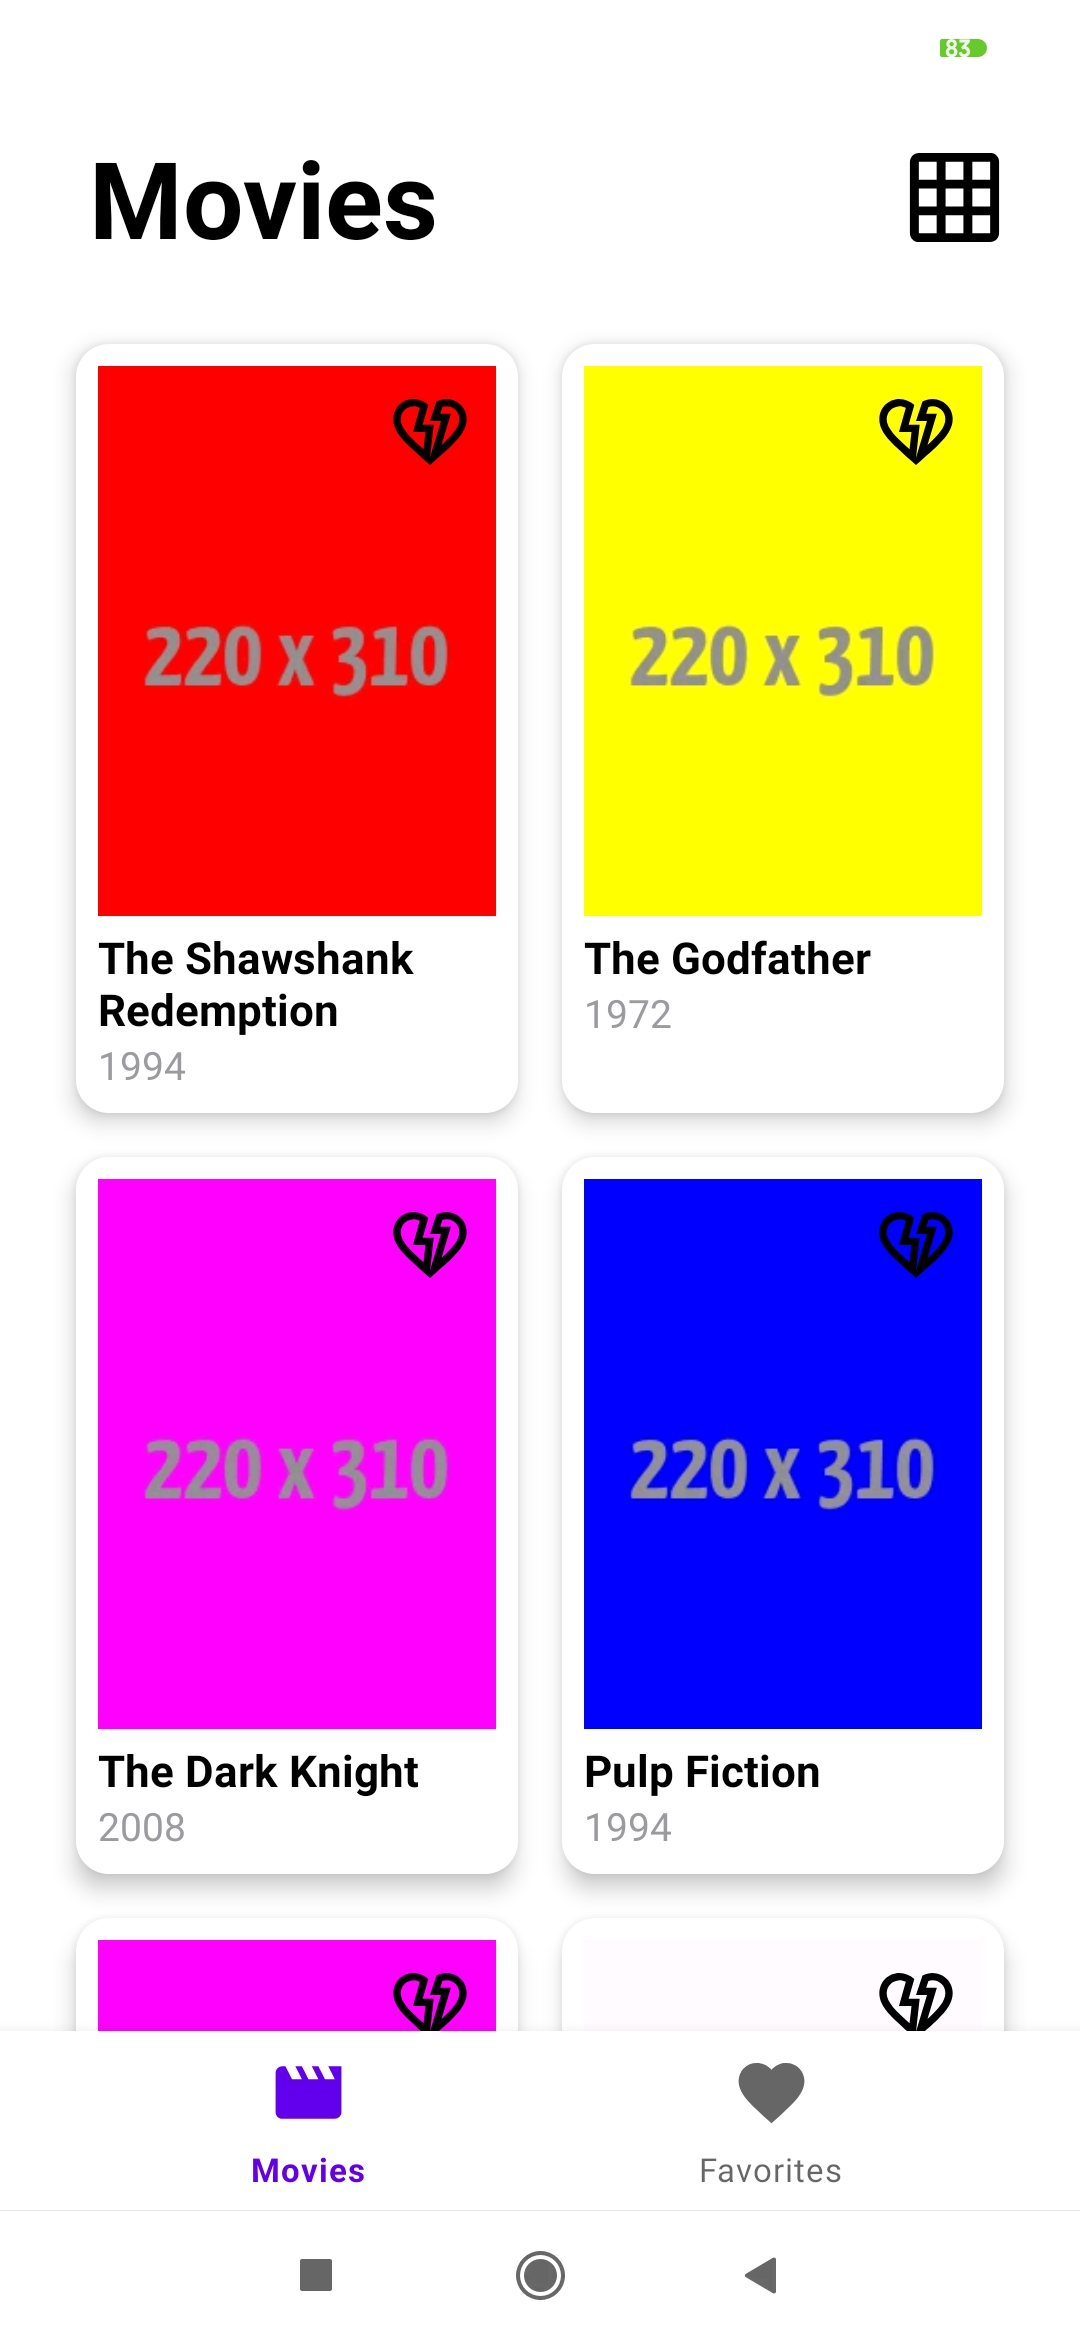 83
Movies
220 x 310
220 x 310
The Shawshank
Redemption
1994
The Godfather
1972
220 x 310
220 x 310
The Dark Knight
2008
Pulp Fiction
1994
Movies
Favorites